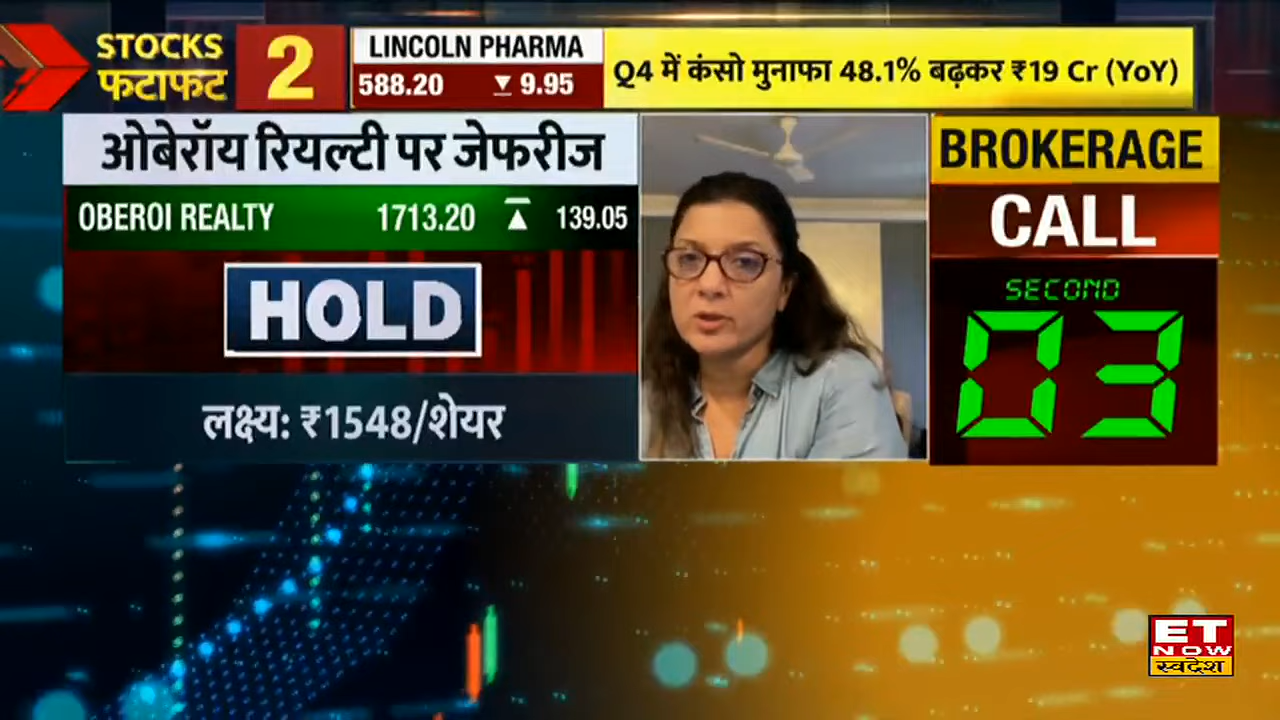 STOCKS
फटाफट
2
LINCOLN PHARMA
588.20 ▼ 9.95
Q4 में कंसो मुनाफा 48.1% बढ़कर ₹19 Cr (YoY)
ओबेरॉय रियल्टी पर जेफरीज
OBEROI REALTY 1713.20 ▲ 139.05
HOLD
लक्ष्य: ₹1548/शेयर
BROKERAGE
CALL
SECOND
03
ET
NOW
स्वदेश